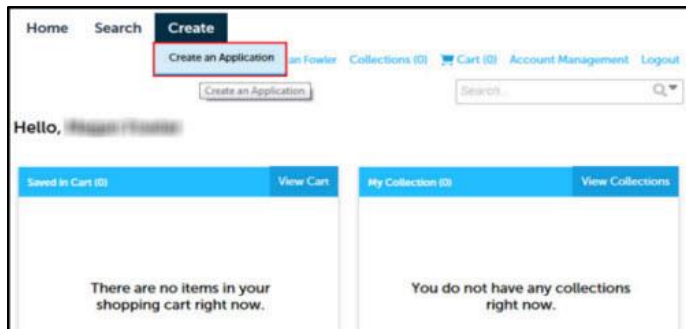 Home Search Create
Create an Application an Fowler Collections (0) Cart (0) Account Management Logout
Create an Application
Search...
Hello,
Saved in Cart (0) View Cart My Collection (0) View Collections
There are no items in your You do not have any collections
shopping cart right now. right now.